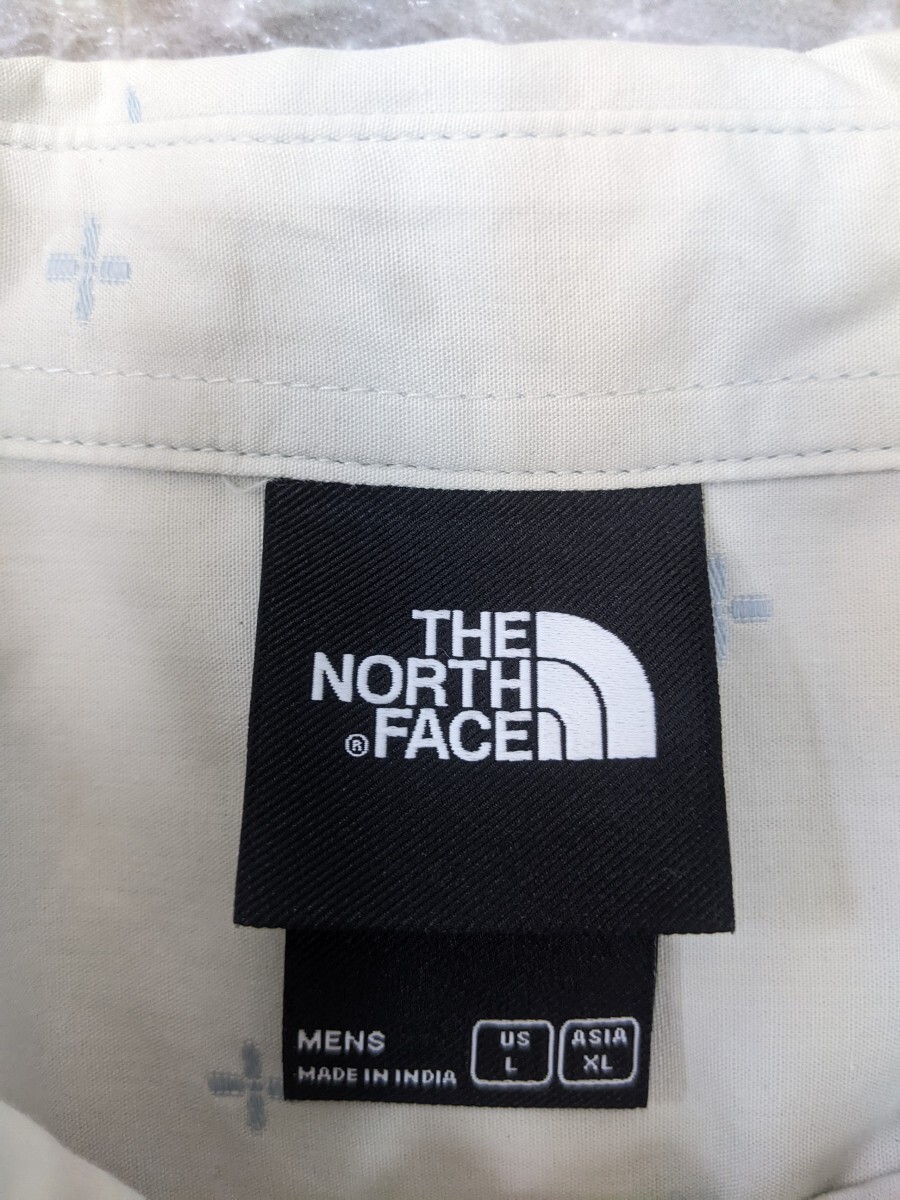 THE
NORTH
® FACE
MENS
MADE IN INDIA
US
L
ASIA
XL